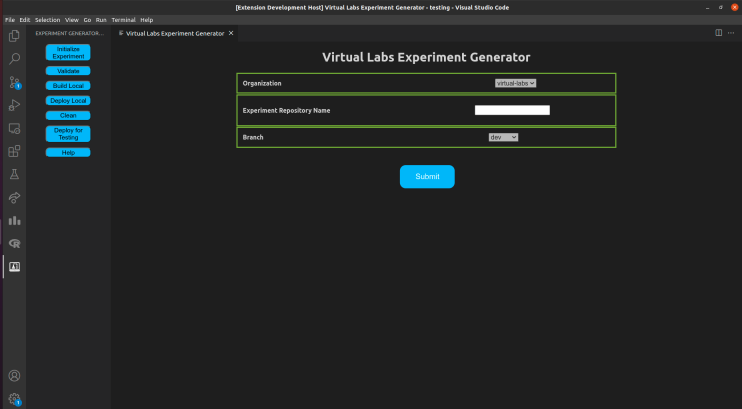 [Extension Development Host] Virtual Labs Experiment Generator - testing - Visual Studio Code
File Edit Selection View Go Run Terminal Help
EXPERIMENT GENERATOR...
Virtual Labs Experiment Generator
Initialize
Experiment
Validate
Build Local
Deploy Local
Clean
Deploy for
Testing
Help
Virtual Labs Experiment Generator
Organization
virtual-labs
Experiment Repository Name
Branch
dev
Submit
1
1